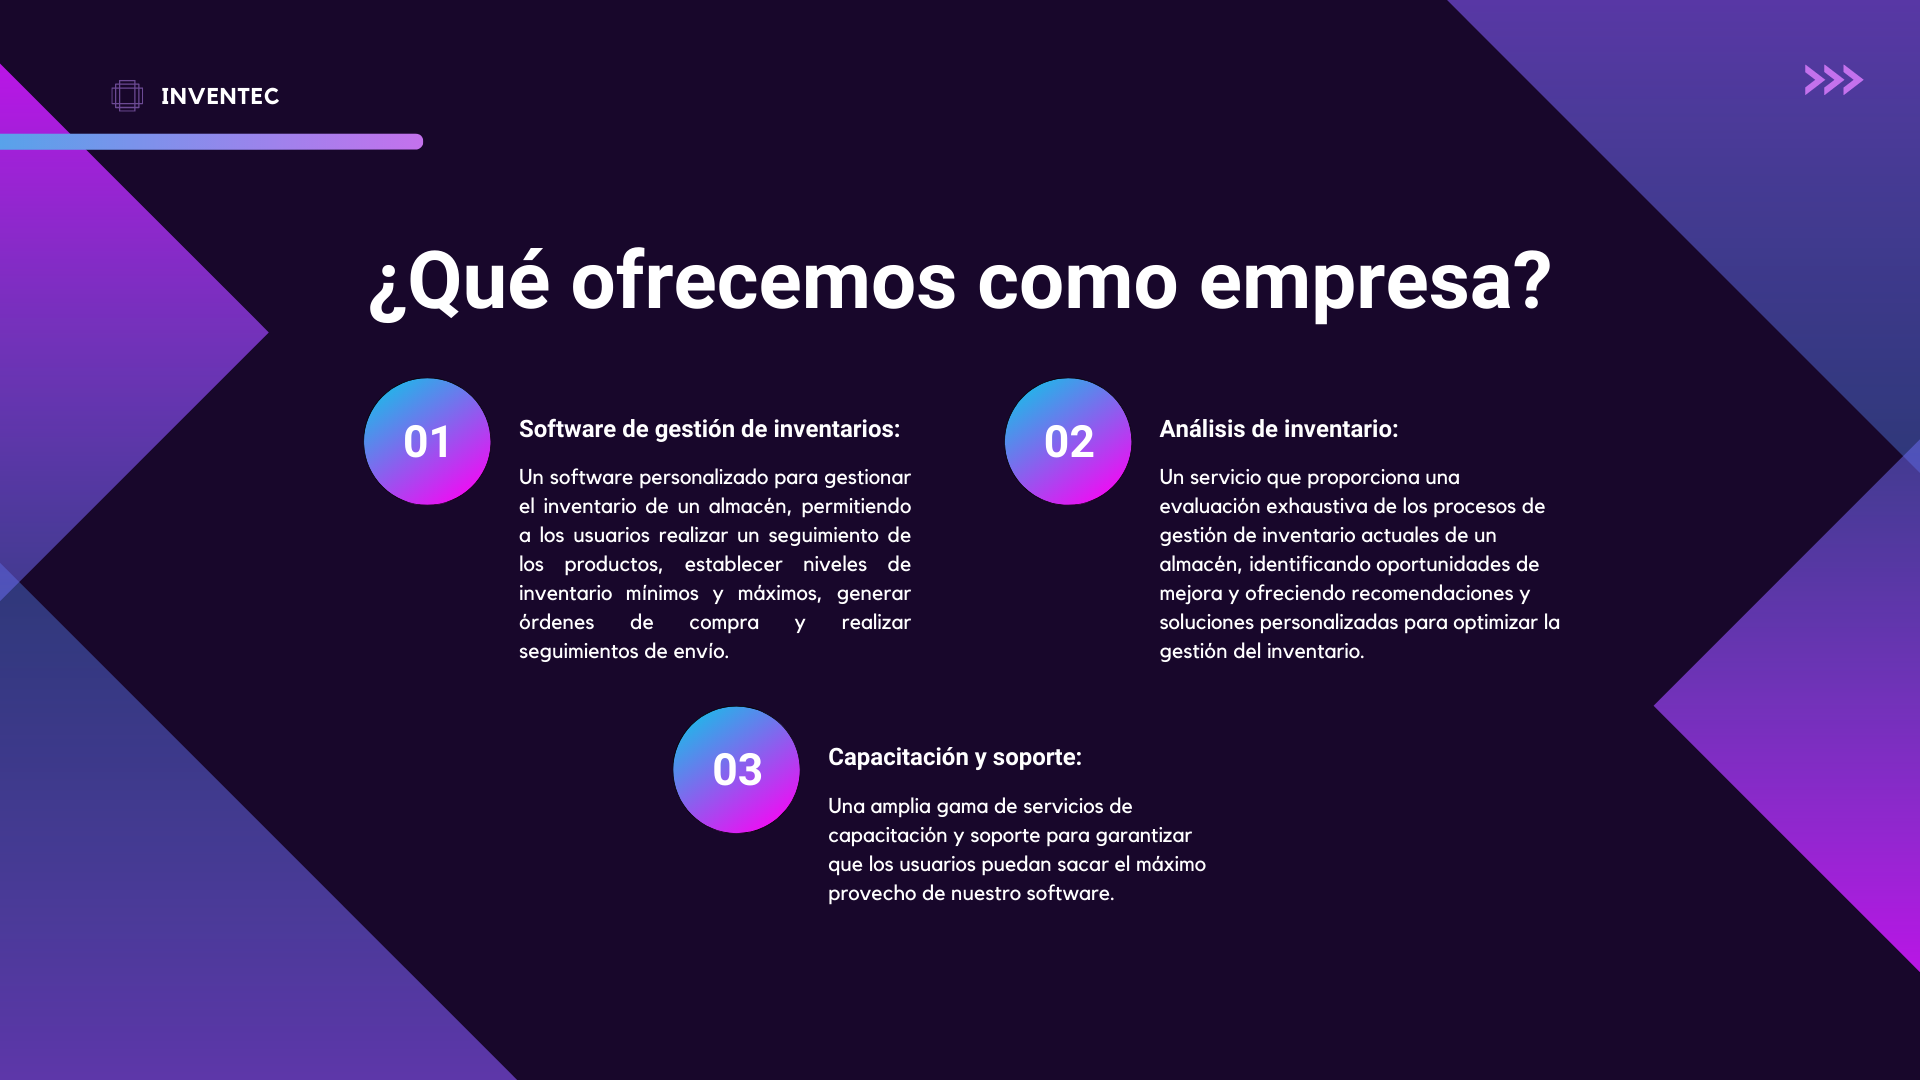 INVENTEC
¿Qué ofrecemos como empresa?
01
Software de gestión de inventarios:
Un software personalizado para gestionar
el inventario de un almacén, permitiendo
a los usuarios realizar un seguimiento de
los productos, establecer niveles de
inventario mínimos y máximos, generar
órdenes de compra y realizar
seguimientos de envío.
02
Análisis de inventario:
Un servicio que proporciona una
evaluación exhaustiva de los procesos de
gestión de inventario actuales de un
almacén, identificando oportunidades de
mejora y ofreciendo recomendaciones y
soluciones personalizadas para optimizar la
gestión del inventario.
03
Capacitación y soporte:
Una amplia gama de servicios de
capacitación y soporte para garantizar
que los usuarios puedan sacar el máximo
provecho de nuestro software.